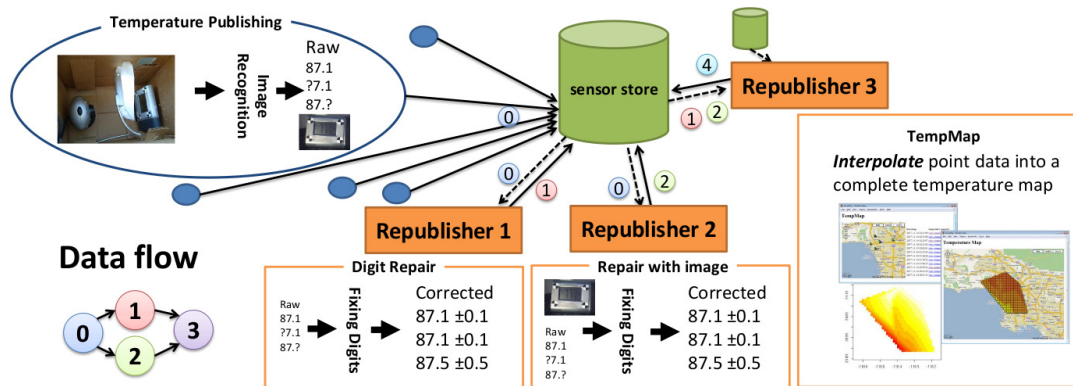 Temperature Publishing
Image
Recognition
Raw
87.1
?7.1
87.?
0
sensor store
4
1
2
Republisher 3
0
1
0
2
Republisher 1
Republisher 2
Data flow
0
1
2
3
Digit Repair
Raw
87.1
?7.1
87.?
Fixing Digits
Corrected
87.1 ±0.1
87.1 ±0.1
87.5 ±0.5
Repair with image
Raw
87.1
?7.1
87.?
Fixing Digits
Corrected
87.1 ±0.1
87.1 ±0.1
87.5 ±0.5
TempMap
Interpolate point data into a
complete temperature map
TempMap
Temperature Map